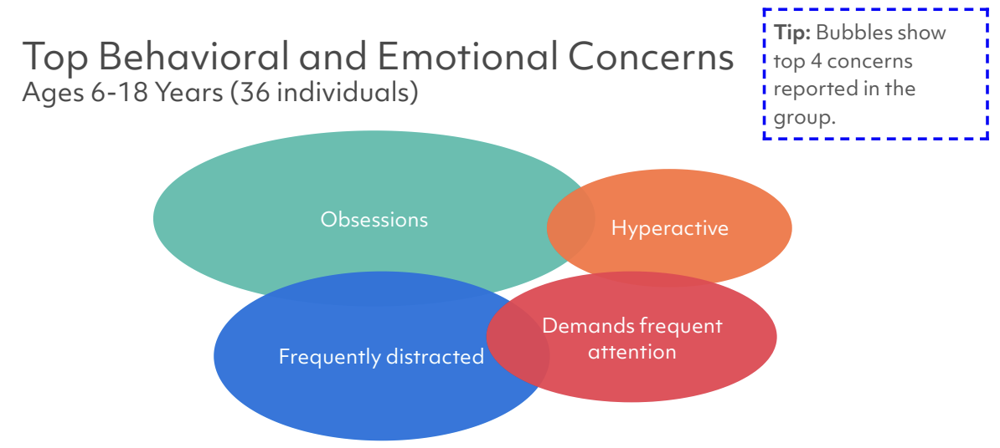 Top Behavioral and Emotional Concerns
Ages 6-18 Years (36 individuals)
Tip: Bubbles show
top 4 concerns
reported in the
group.
Obsessions
Hyperactive
Demands frequent
attention
Frequently distracted